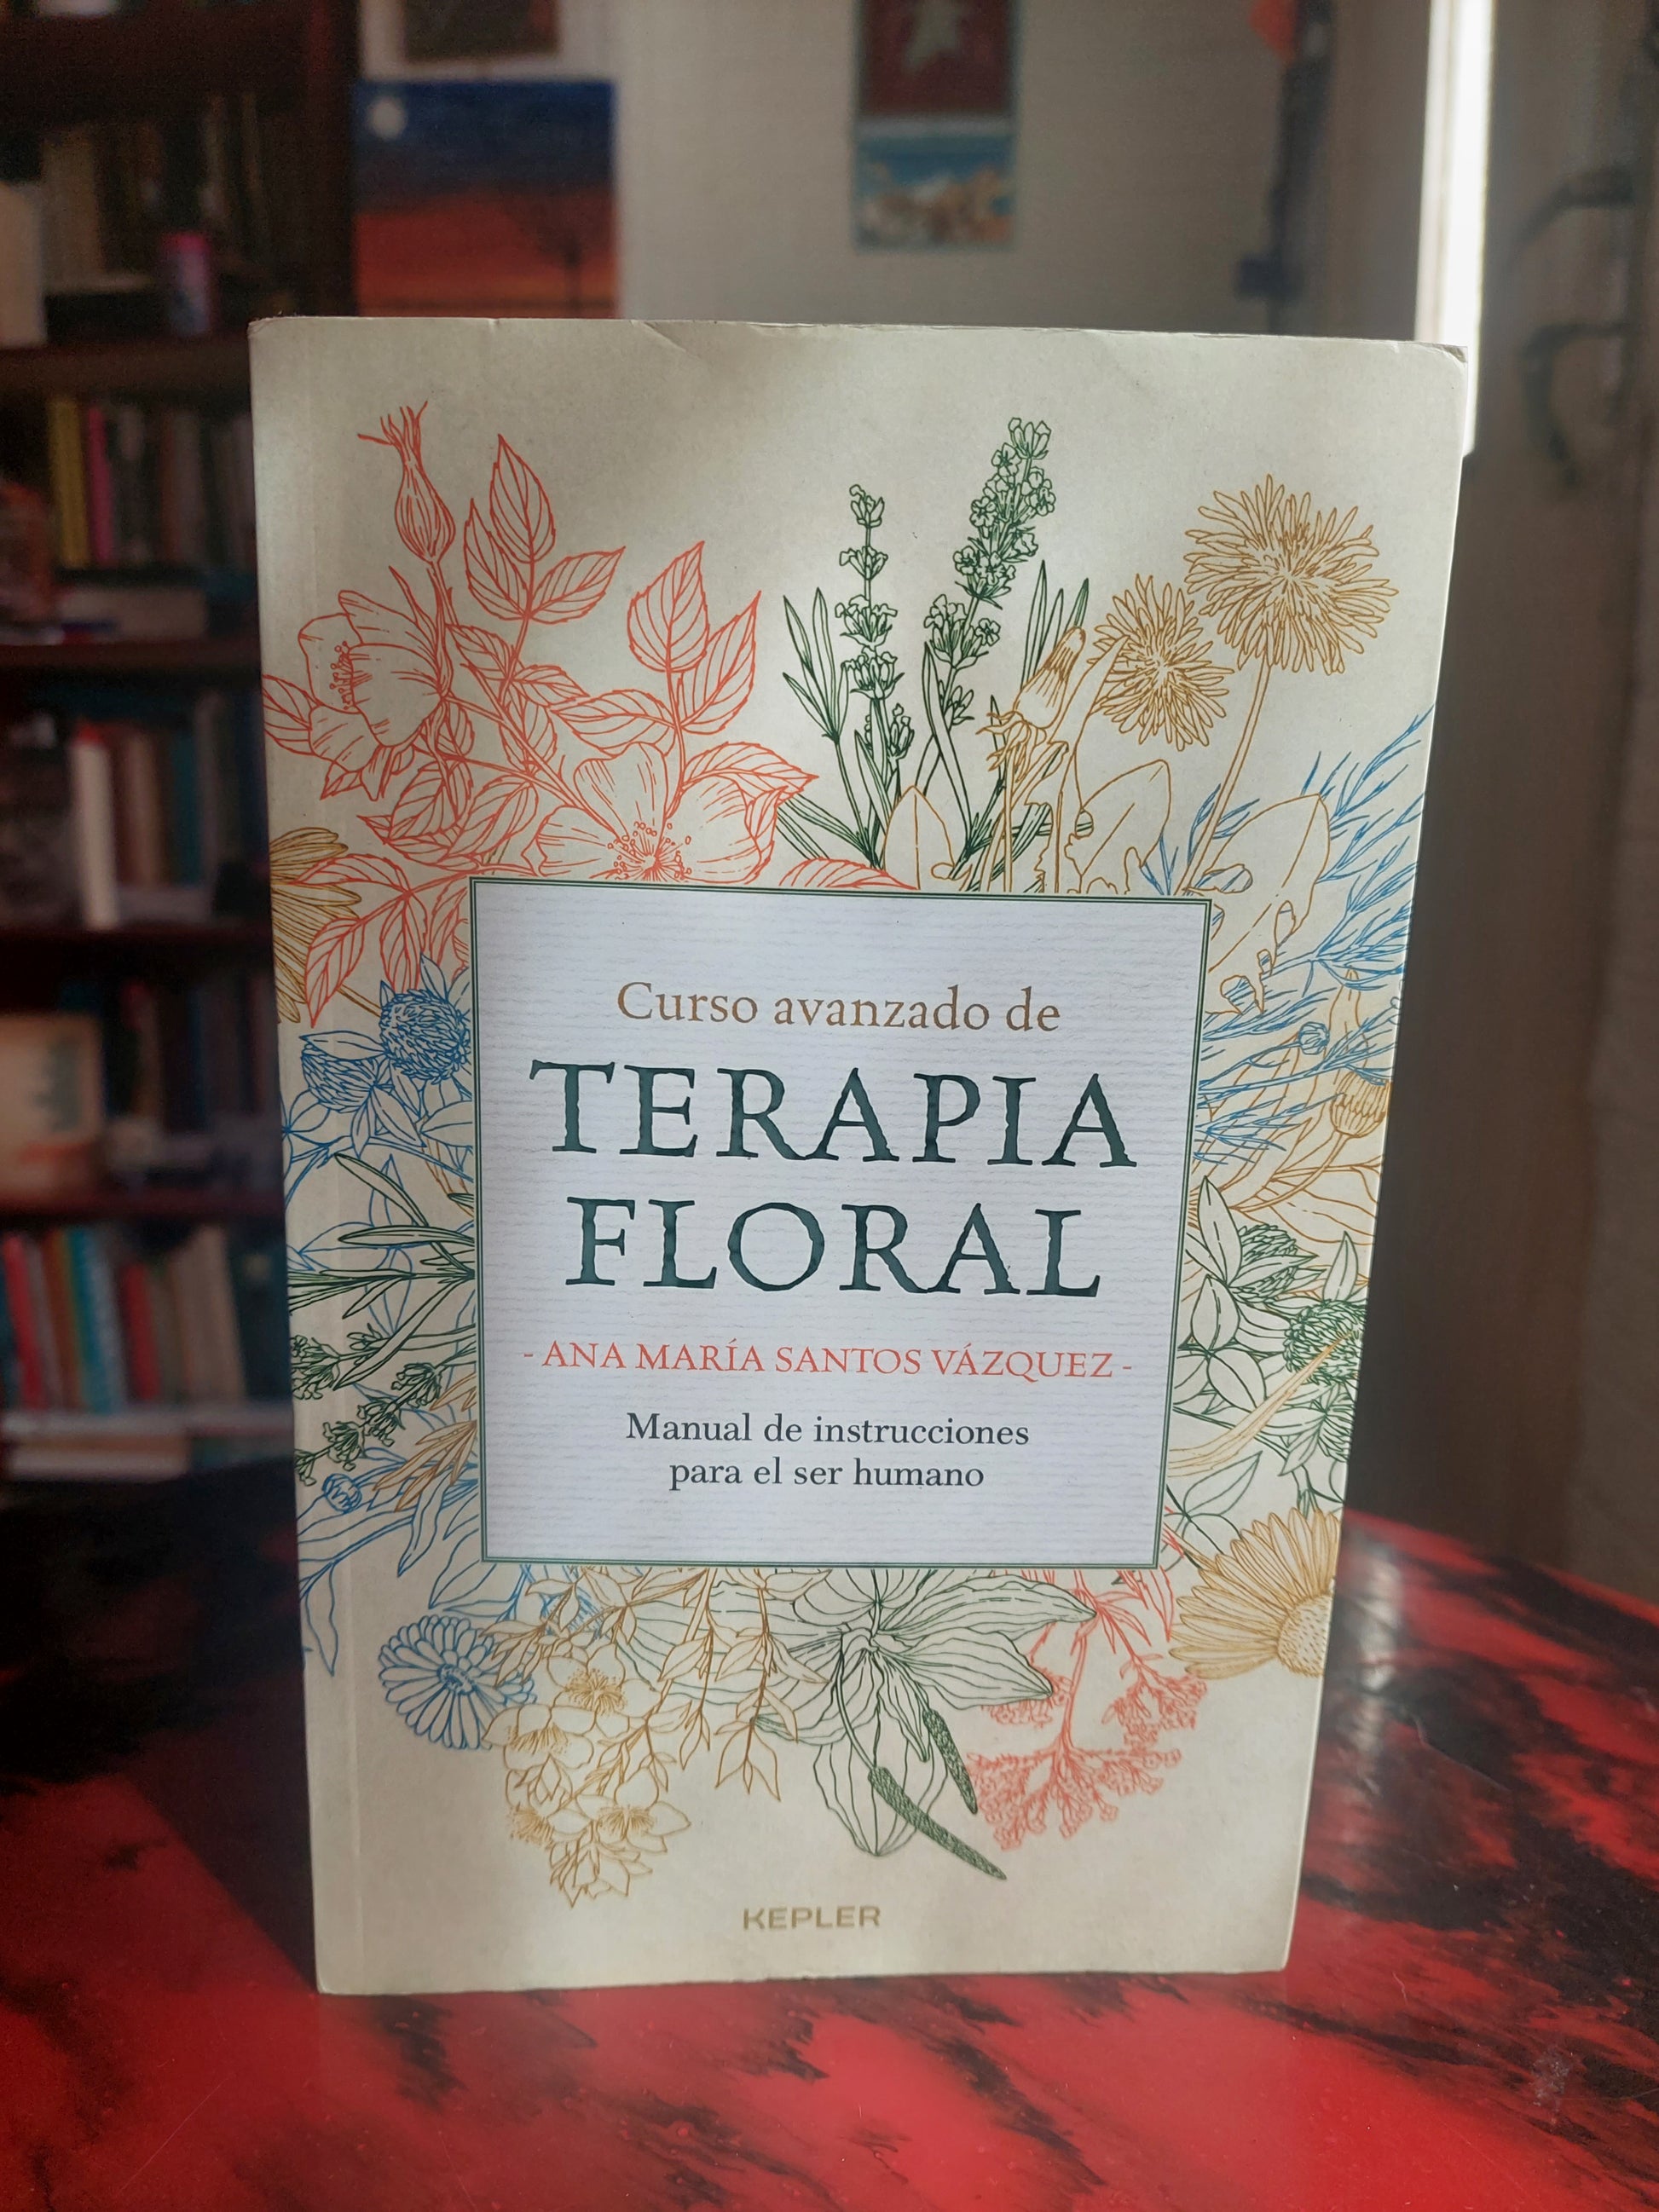 Curso avanzado de
TERAPIA
FLORAL
- ANA MARÍA SANTOS VÁZQUEZ -
Manual de instrucciones
para el ser humano
KEPLER